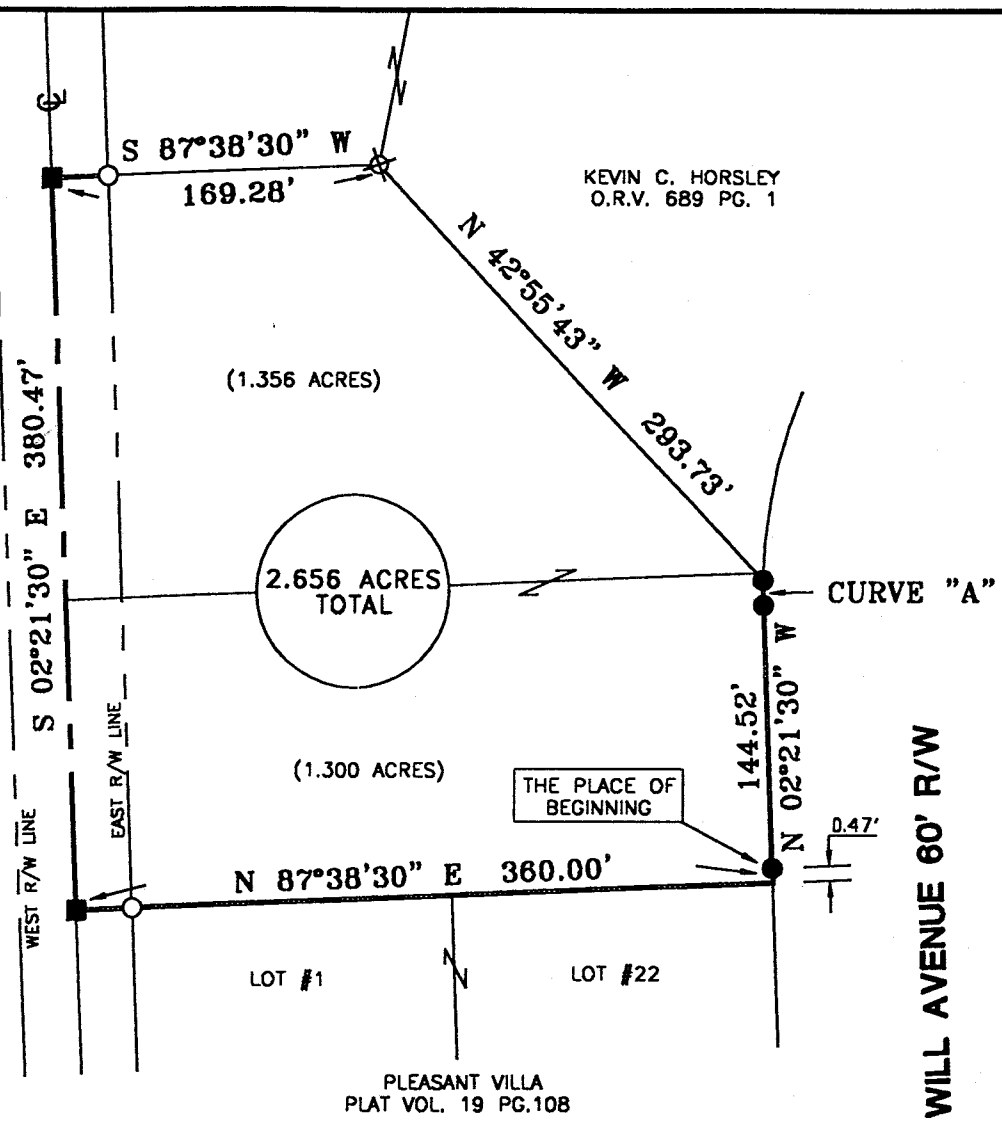 ℄
S 87°38'30" W
169.28'
KEVIN C. HORSLEY
O.R.V. 689 PG. 1
N 42°55'43" W 293.73'
(1.356 ACRES)
S 02°21'30" E 380.47'
2.656 ACRES
TOTAL
CURVE "A"
144.52'
N 02°21'30" W
EAST R/W LINE
WEST R/W LINE
(1.300 ACRES)
THE PLACE OF
BEGINNING
0.47'
N 87°38'30" E 360.00'
WILL AVENUE 60' R/W
LOT #1
LOT #22
PLEASANT VILLA
PLAT VOL. 19 PG.108